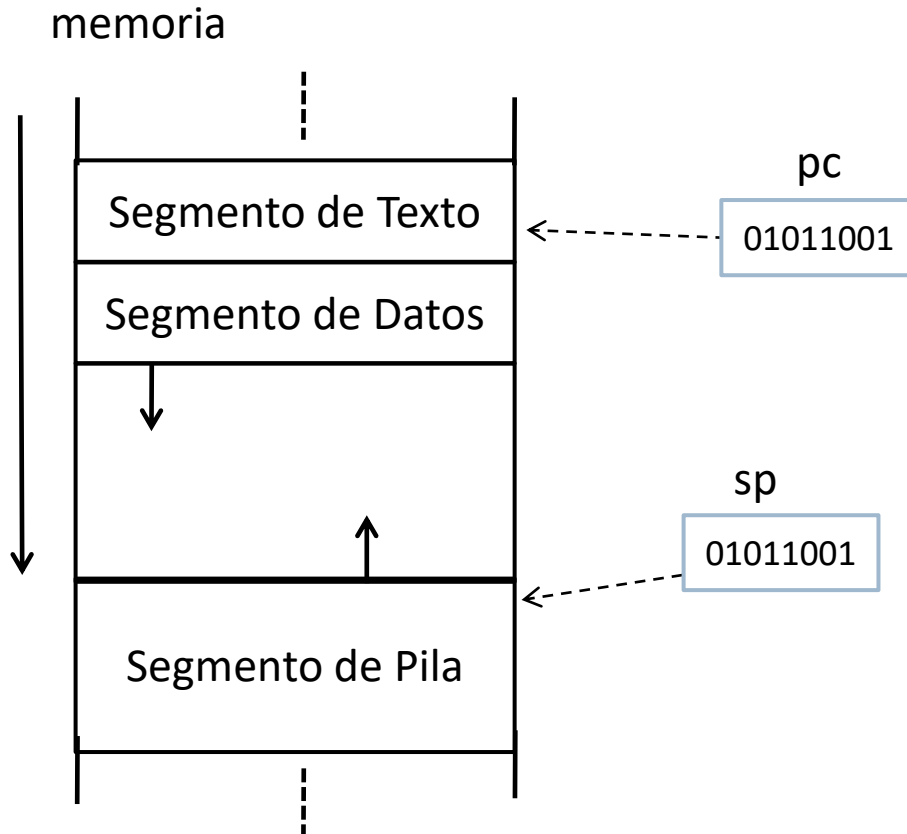 memoria
Segmento de Texto
pc
01011001
Segmento de Datos
sp
01011001
Segmento de Pila